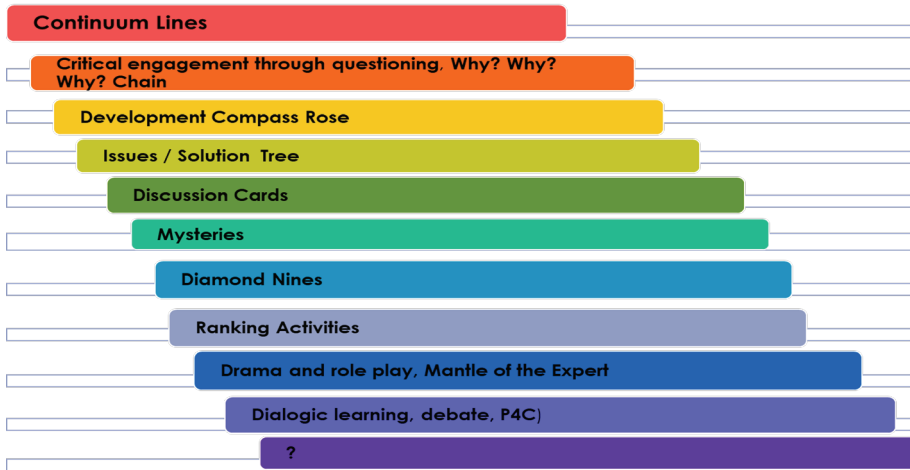 Continuum Lines
Critical engagement through questioning, Why? Why?
Why? Chain
Development Compass Rose
Issues / Solution Tree
Discussion Cards
Mysteries
Diamond Nines
Ranking Activities
Drama and role play, Mantle of the Expert
Dialogic learning, debate, P4C)
?